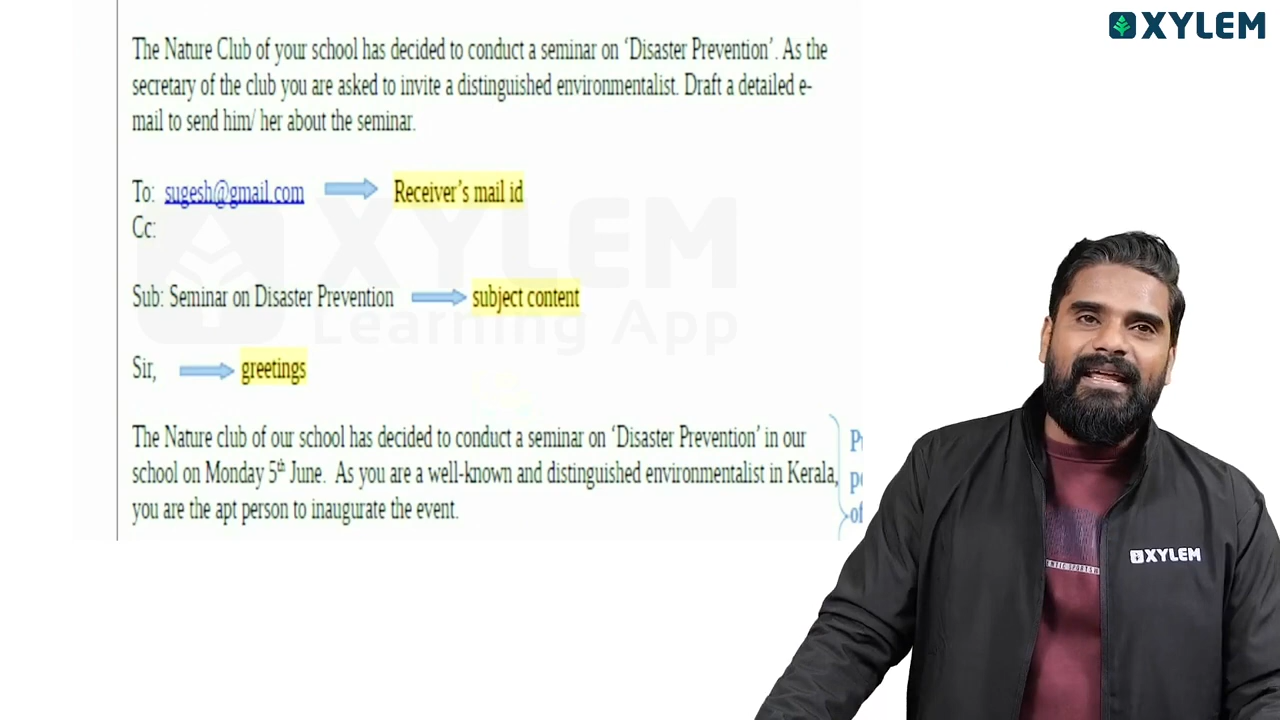 XYLEM
The Nature Club of your school has decided to conduct a seminar on ‘Disaster Prevention’. As the
secretary of the club you are asked to invite a distinguished environmentalist. Draft a detailed e-
mail to send him/ her about the seminar.
To: sugesh@gmail.com Receiver’s mail id
Cc:
Sub: Seminar on Disaster Prevention subject content
Sir, greetings
The Nature club of our school has decided to conduct a seminar on ‘Disaster Prevention’ in our
school on Monday 5th June. As you are a well-known and distinguished environmentalist in Kerala,
you are the apt person to inaugurate the event.
of
XYLEM
Learning App
XYLEM